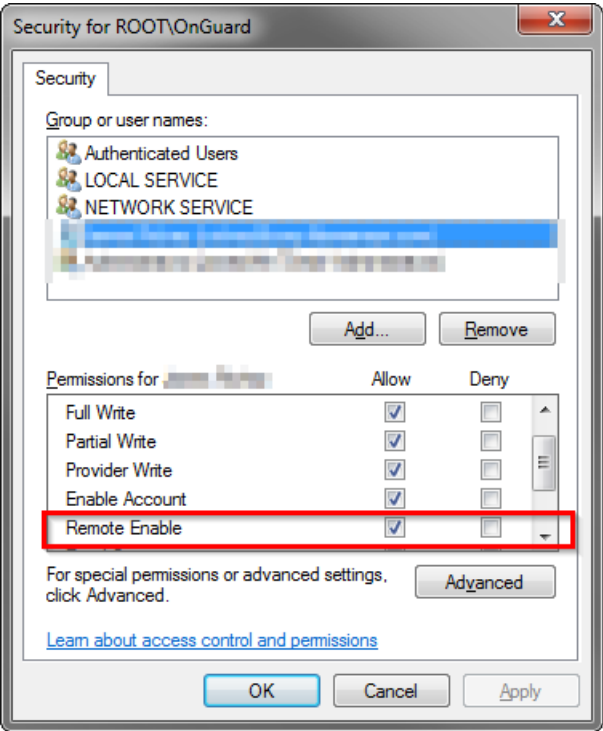 Security for ROOT\OnGuard
Security
Group or user names:
Authenticated Users
LOCAL SERVICE
NETWORK SERVICE
Add... Remove
Permissions for Allow Deny
Full Write
Partial Write
Provider Write
Enable Account
Remote Enable
For special permissions or advanced settings,
click Advanced.
Advanced
Learn about access control and permissions
OK Cancel Apply